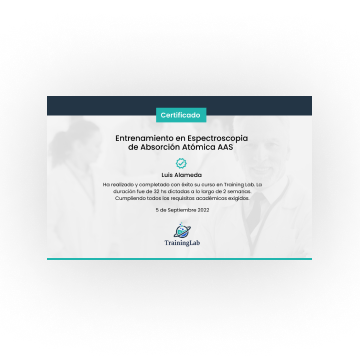 Certificado
Entrenamiento en Espectroscopía
de Absorción Atómica AAS
Luis Alameda
Ha realizado y completado con éxito su curso en Training Lab. La
duración fue de 32 hs dictadas a lo largo de 2 semanas.
Cumpliendo todos los requisitos académicos exigidos.
5 de Septiembre 2022
TrainingLab